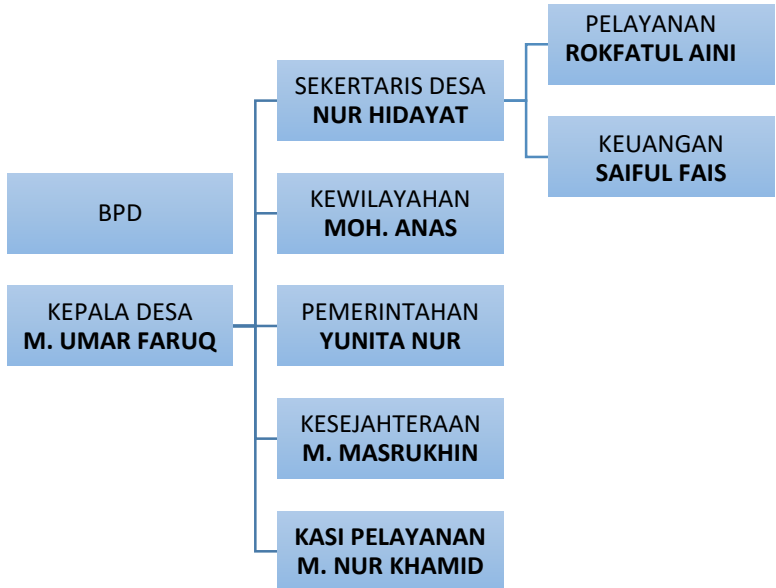 PELAYANAN
ROKFATUL AINI
SEKERTARIS DESA
NUR HIDAYAT
KEUANGAN
SAIFUL FAIS
BPD
KEWILAYAHAN
MOH. ANAS
KEPALA DESA
M. UMAR FARUQ
PEMERINTAHAN
YUNITA NUR
KESEJAHTERAAN
M. MASRUKHIN
KASI PELAYANAN
M. NUR KHAMID